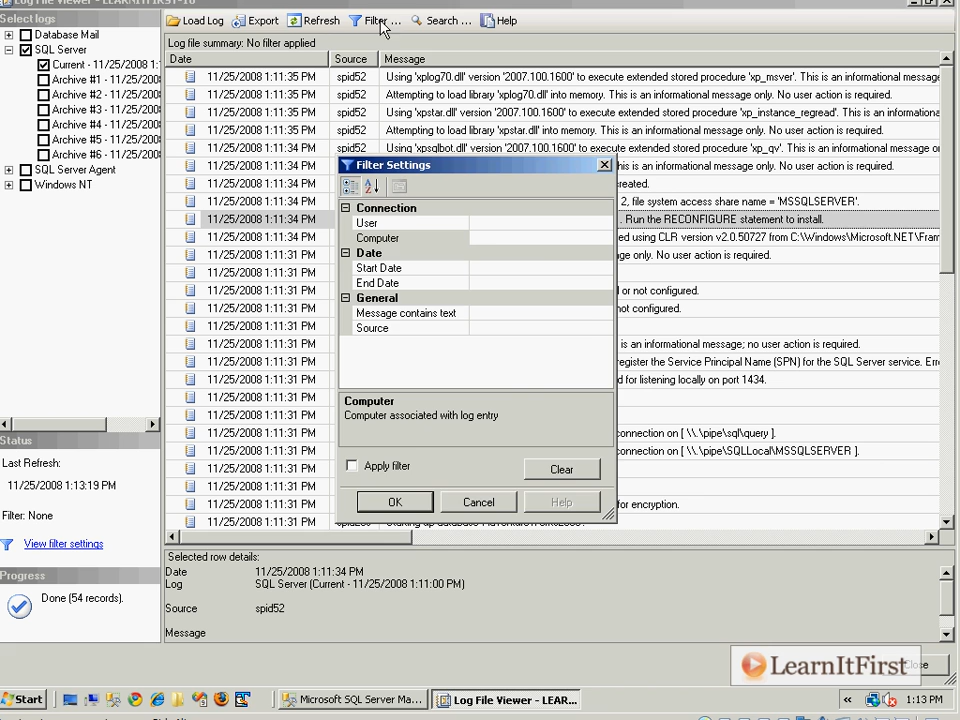 Log File Viewer - LEARNITFIRST-18
Select logs
Load Log Export Refresh Filter ... Search ... Help
Database Mail
SQL Server
Current - 11/25/2008 1:
Archive #1 - 11/25/200
Archive #2 - 11/25/200
Archive #3 - 11/25/200
Archive #4 - 11/25/200
Archive #5 - 11/25/200
Archive #6 - 11/25/200
SQL Server Agent
Windows NT
Log file summary: No filter applied
Date Source Message
11/25/2008 1:11:35 PM spid52 Using 'xplog70.dll' version '2007.100.1600' to execute extended stored procedure 'xp_msver'. This is an informational messag
11/25/2008 1:11:35 PM spid52 Attempting to load library 'xplog70.dll' into memory. This is an informational message only. No user action is required.
11/25/2008 1:11:35 PM spid52 Using 'xpstar.dll' version '2007.100.1600' to execute extended stored procedure 'xp_instance_regread'. This is an information
11/25/2008 1:11:35 PM spid52 Attempting to load library 'xpstar.dll' into memory. This is an informational message only. No user action is required.
11/25/2008 1:11:35 PM spid52 Using 'xpsqlbot.dll' version '2007.100.1600' to execute extended stored procedure 'xp_qv'. This is an informational message o
11/25/2008 1:11:34 PM his is an informational message only. No user action is required.
11/25/2008 1:11:34 PM created.
11/25/2008 1:11:34 PM 2, file system access share name = 'MSSQLSERVER'.
11/25/2008 1:11:34 PM . Run the RECONFIGURE statement to install.
11/25/2008 1:11:34 PM ed using CLR version v2.0.50727 from C:\Windows\Microsoft.NET\Fram
11/25/2008 1:11:34 PM ge only. No user action is required.
11/25/2008 1:11:31 PM
11/25/2008 1:11:31 PM d or not configured.
11/25/2008 1:11:31 PM not configured.
11/25/2008 1:11:31 PM
11/25/2008 1:11:31 PM is an informational message; no user action is required.
11/25/2008 1:11:31 PM register the Service Principal Name (SPN) for the SQL Server service. Erro
11/25/2008 1:11:31 PM d for listening locally on port 1434.
11/25/2008 1:11:31 PM
11/25/2008 1:11:31 PM
11/25/2008 1:11:31 PM connection on [ \\.\pipe\sql\query ].
11/25/2008 1:11:31 PM connection on [ \\.\pipe\SQLLocal\MSSQLSERVER ].
11/25/2008 1:11:31 PM
11/25/2008 1:11:31 PM
11/25/2008 1:11:31 PM for encryption.
11/25/2008 1:11:31 PM
Filter Settings
Connection
User
Computer
Date
Start Date
End Date
General
Message contains text
Source
Computer
Computer associated with log entry
Apply filter Clear
OK Cancel Help
Status
Last Refresh:
11/25/2008 1:13:19 PM
Filter: None
View filter settings
Progress
Done (54 records).
Selected row details:
Date 11/25/2008 1:11:34 PM
Log SQL Server (Current - 11/25/2008 1:11:00 PM)
Source spid52
Message
LearnItFirst
Close
Start Microsoft SQL Server Ma... Log File Viewer - LEAR... 1:13 PM